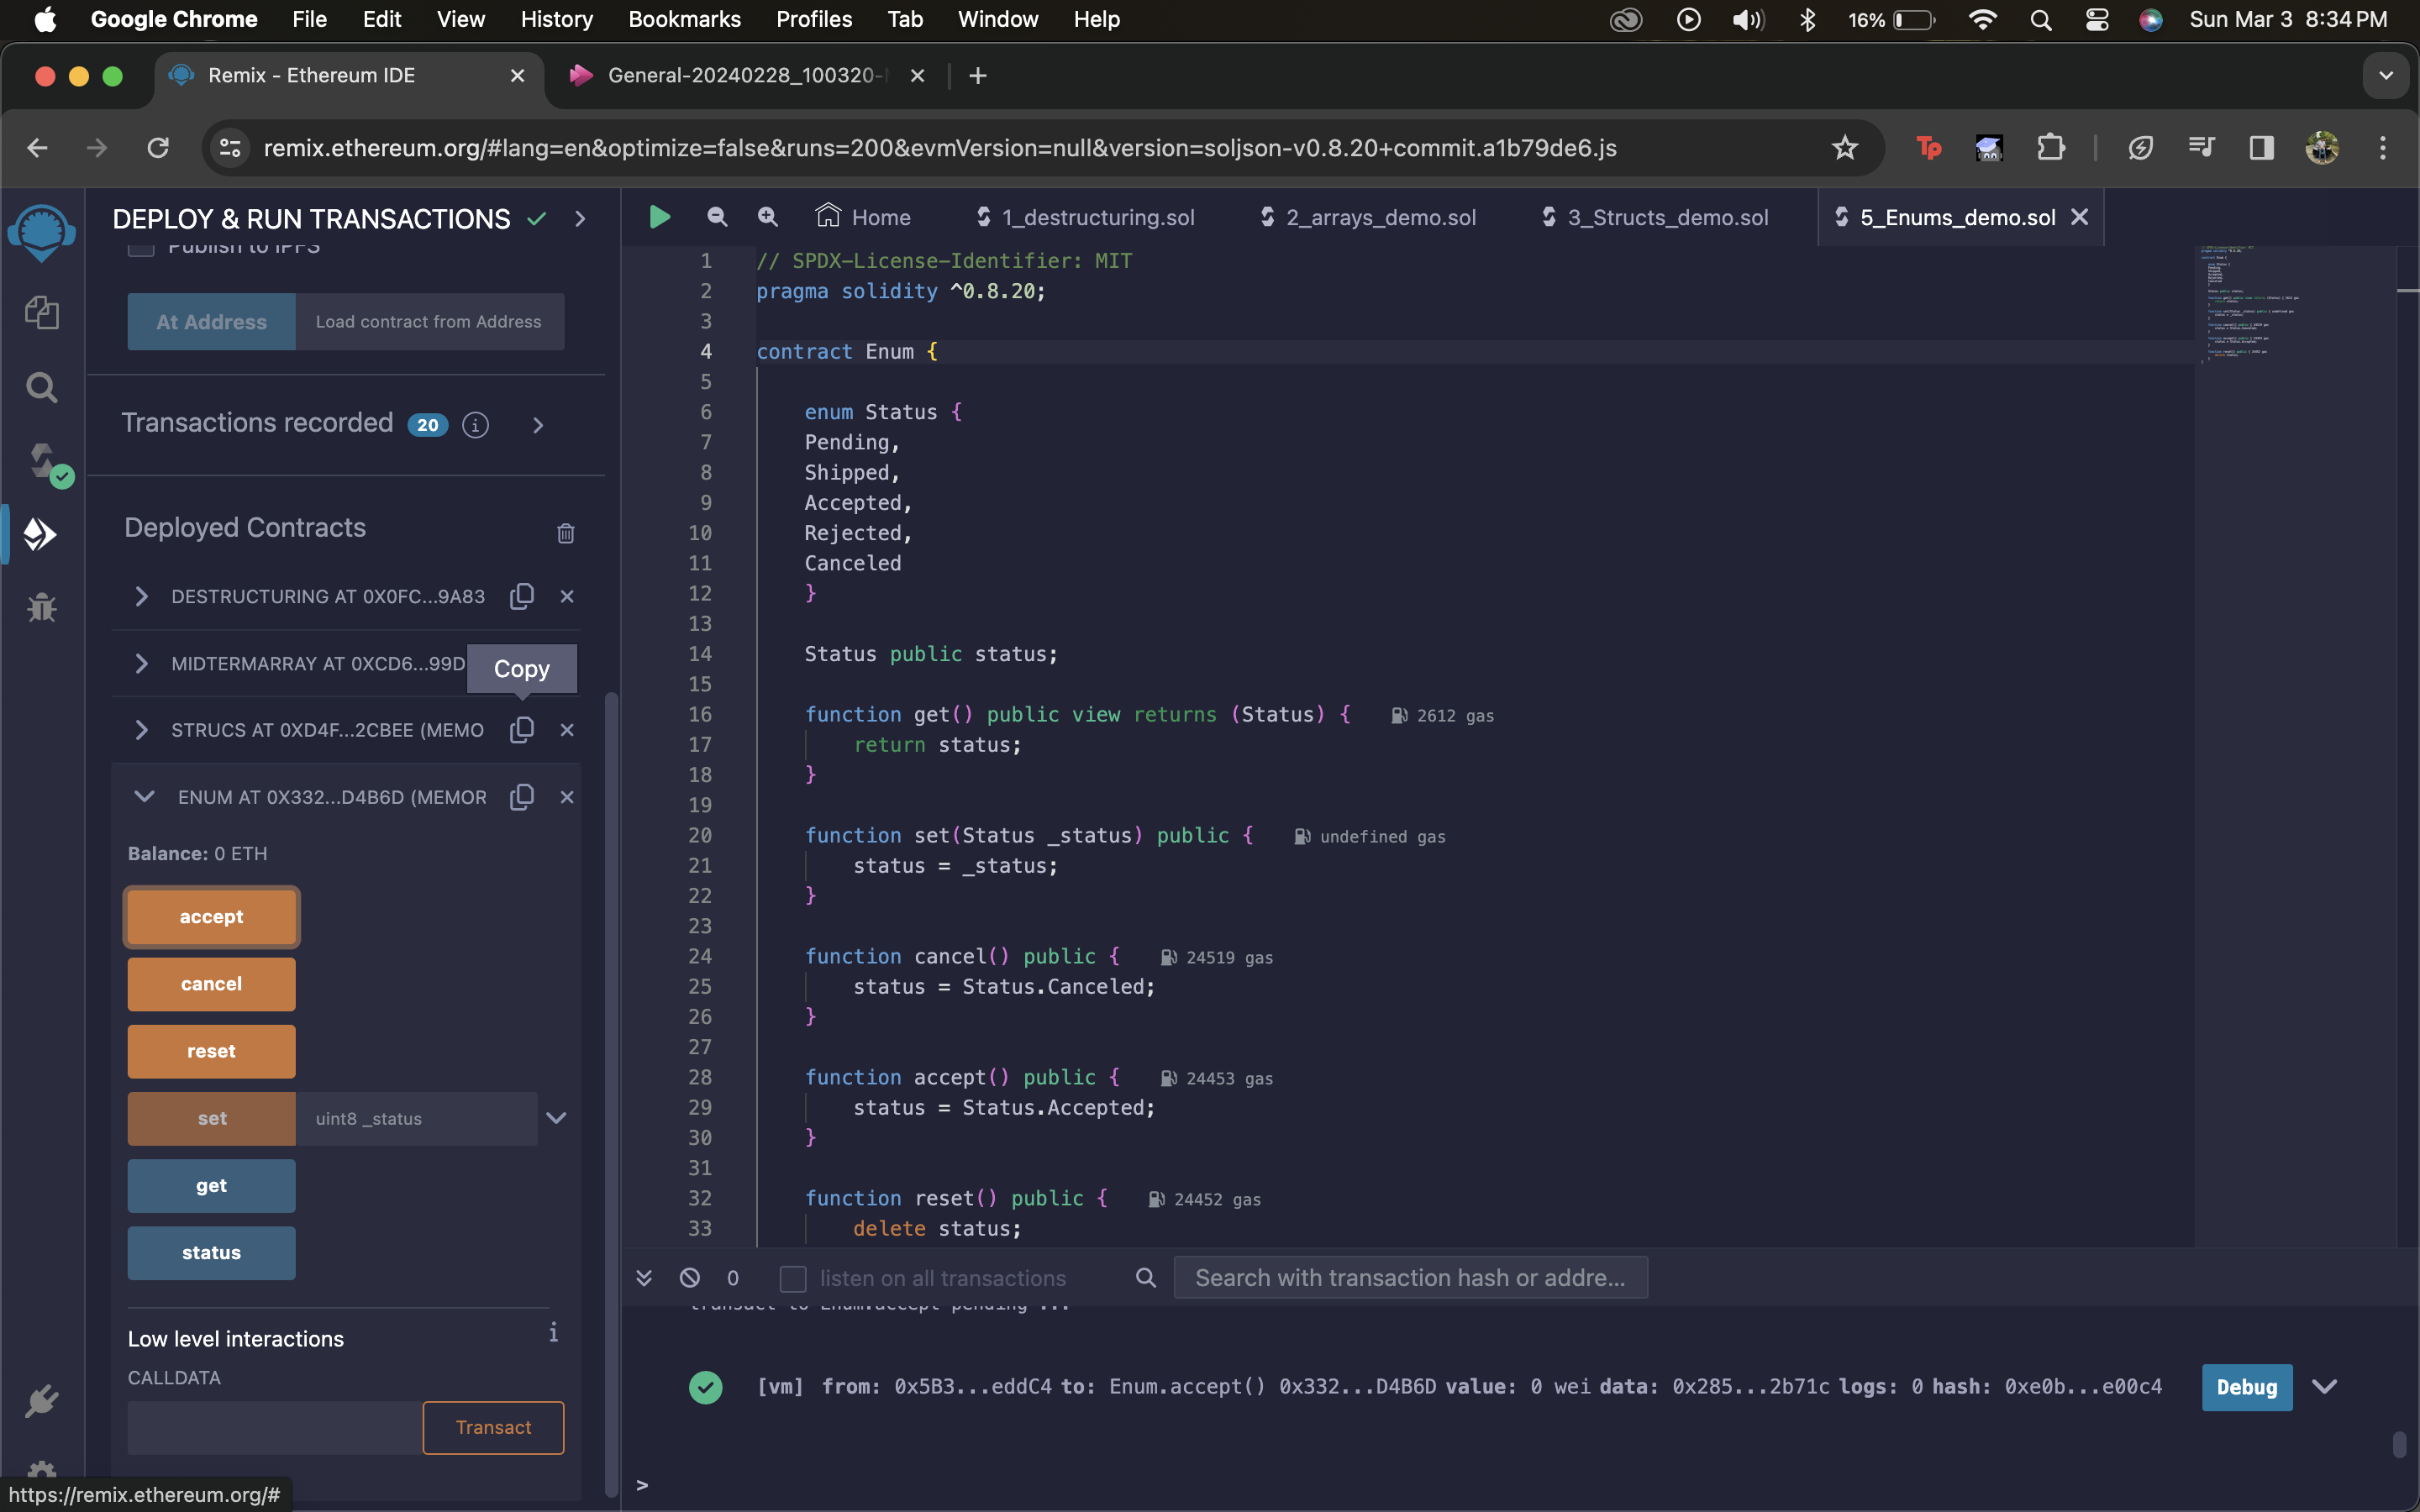 Google Chrome File Edit View History Bookmarks Profiles Tab Window Help 16% Sun Mar 3 8:34 PM
Remix - Ethereum IDE General-20240228_100320-
remix.ethereum.org/#lang=en&optimize=false&runs=200&evmVersion=null&version=soljson-v0.8.20+commit.a1b79de6.js
DEPLOY & RUN TRANSACTIONS
Publish to IPFS
At Address Load contract from Address
Transactions recorded 20
Deployed Contracts
DESTRUCTURING AT 0X0FC...9A83
MIDTERMARRAY AT 0XCD6...99D
Copy
STRUCS AT 0XD4F...2CBEE (MEMO
ENUM AT 0X332...D4B6D (MEMOR
Balance: 0 ETH
accept
cancel
reset
set uint8 _status
get
status
Low level interactions
CALLDATA
Transact
https://remix.ethereum.org/#
Home 1_destructuring.sol 2_arrays_demo.sol 3_Structs_demo.sol 5_Enums_demo.sol
1 // SPDX-License-Identifier: MIT
2 pragma solidity ^0.8.20;
3
4 contract Enum {
5
6 enum Status {
7 Pending,
8 Shipped,
9 Accepted,
10 Rejected,
11 Canceled
12 }
13
14 Status public status;
15
16 function get() public view returns (Status) { 2612 gas
17 return status;
18 }
19
20 function set(Status _status) public { undefined gas
21 status = _status;
22 }
23
24 function cancel() public { 24519 gas
25 status = Status.Canceled;
26 }
27
28 function accept() public { 24453 gas
29 status = Status.Accepted;
30 }
31
32 function reset() public { 24452 gas
33 delete status;
0 listen on all transactions Search with transaction hash or addre...
transact to Enum.accept pending ...
[vm] from: 0x5B3...eddC4 to: Enum.accept() 0x332...D4B6D value: 0 wei data: 0x285...2b71c logs: 0 hash: 0xe0b...e00c4 Debug
>